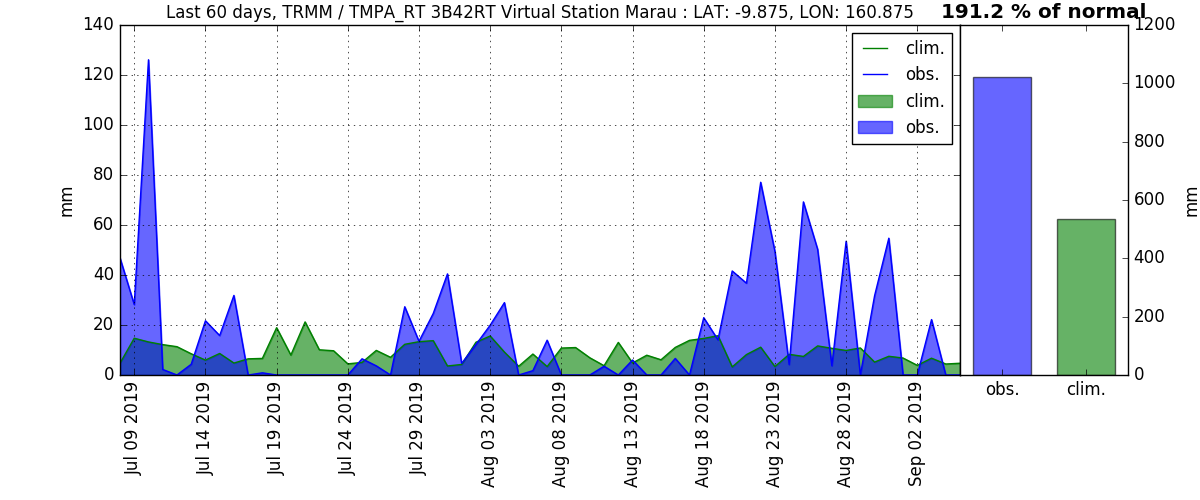 Last 60 days, TRMM / TMPA_RT 3B42RT Virtual Station Marau : LAT: -9.875, LON: 160.875
191.2 % of normal
140
120
100
80
60
40
20
0
mm
clim.
obs.
clim.
obs.
1200
1000
800
600
400
200
0
mm
Jul 09 2019
Jul 14 2019
Jul 19 2019
Jul 24 2019
Jul 29 2019
Aug 03 2019
Aug 08 2019
Aug 13 2019
Aug 18 2019
Aug 23 2019
Aug 28 2019
Sep 02 2019
obs.
clim.